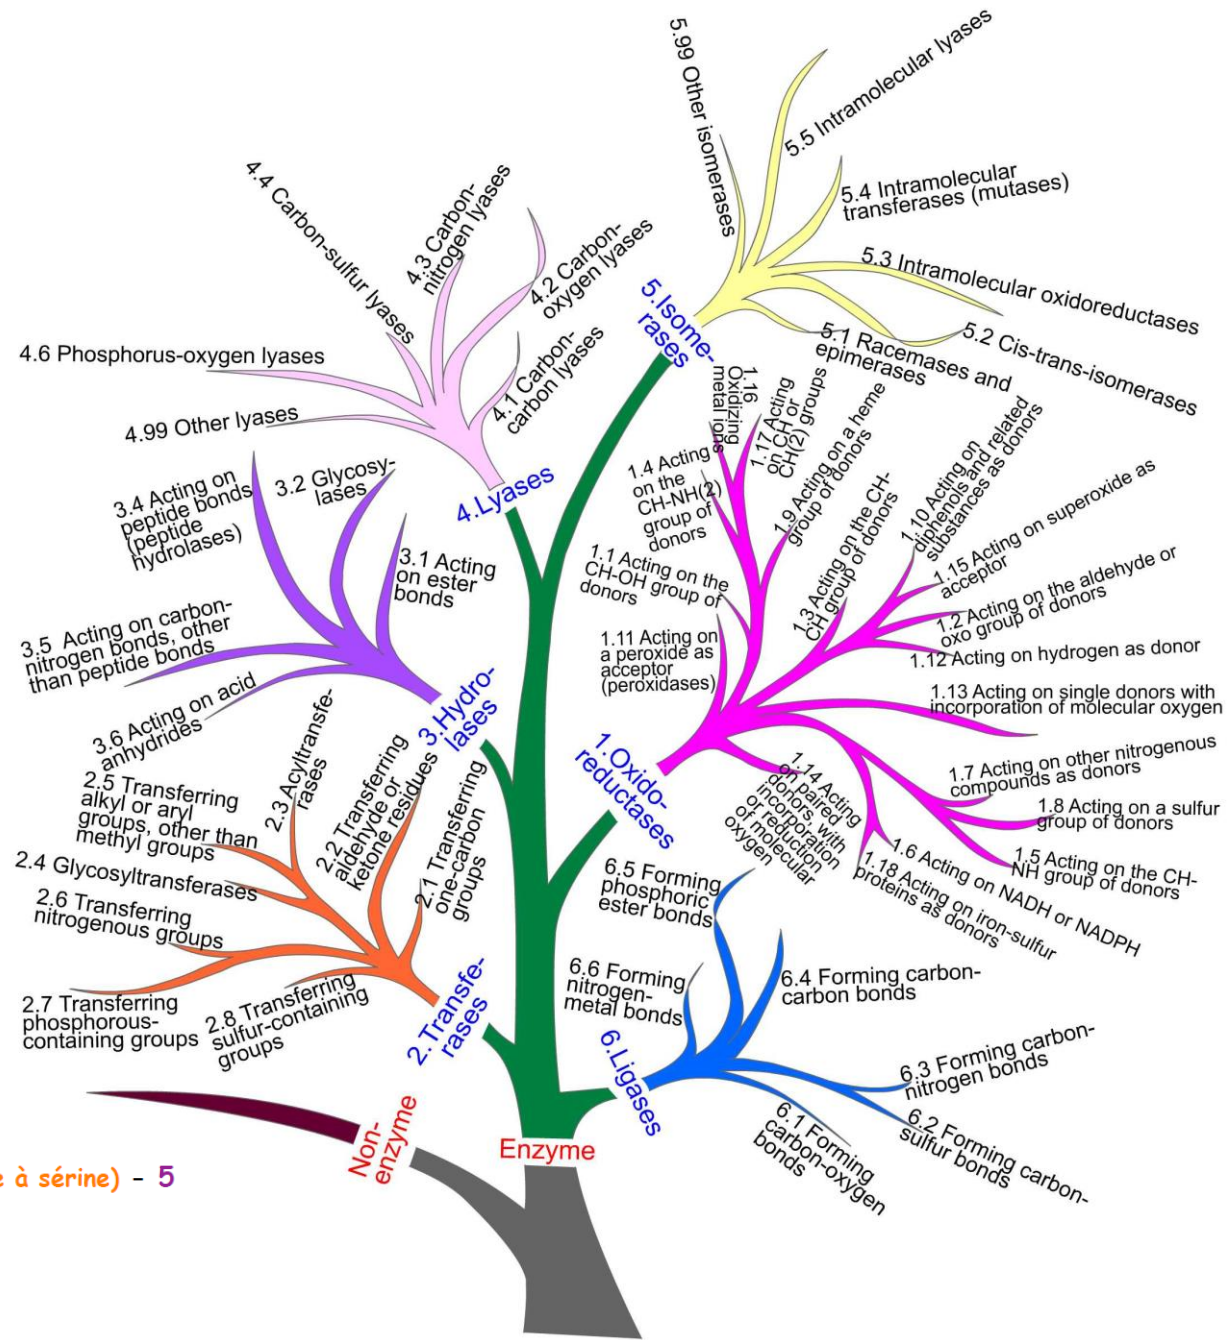 5.99 Other isomerases
5.5 Intramolecular lyases
5.4 Intramolecular
transferases (mutases)
5.3 Intramolecular oxidoreductases
5.2 Cis-trans-isomerases
5.1 Racemases and
epimerases
5.Isome-
rases
4.4 Carbon-sulfur lyases
4.3 Carbon-
nitrogen lyases
4.2 Carbon-
oxygen lyases
4.1 Carbon-
carbon lyases
4.6 Phosphorus-oxygen lyases
4.99 Other lyases
4.Lyases
3.4 Acting on
peptide bonds
(peptide
hydrolases)
3.2 Glycosy-
lases
3.1 Acting
on ester
bonds
3.5 Acting on carbon-
nitrogen bonds, other
than peptide bonds
3.6 Acting on acid
anhydrides
3.Hydro-
lases
1.16
Oxidizing
metal ions
1.17 Acting
on CH or
CH(2) groups
1.4 Acting
on the
CH-NH(2)
group of
donors
1.9 Acting on a heme
group of donors
1.1 Acting on the
CH-OH group of
donors
1.3 Acting on the CH-
CH group of donors
1.10 Acting on
diphenols and related
substances as donors
1.15 Acting on superoxide as
acceptor
1.2 Acting on the aldehyde or
oxo group of donors
1.12 Acting on hydrogen as donor
1.11 Acting on
a peroxide as
acceptor
(peroxidases)
1.13 Acting on single donors with
incorporation of molecular oxygen
1.7 Acting on other nitrogenous
compounds as donors
1.8 Acting on a sulfur
group of donors
1.5 Acting on the CH-
NH group of donors
1.6 Acting on NADH or NADPH
1.18 Acting on iron-sulfur
proteins as donors
1.14 Acting
on paired
donors, with
incorporation
or reduction
of molecular
oxygen
1.Oxido-
reductases
2.3 Acyltransfe-
rases
2.2 Transferring
aldehyde or
ketone residues
2.1 Transferring
one-carbon
groups
2.5 Transferring
alkyl or aryl
groups, other than
methyl groups
2.4 Glycosyltransferases
2.6 Transferring
nitrogenous groups
2.7 Transferring
phosphorous-
containing groups
2.8 Transferring
sulfur-containing
groups
2.Transfe-
rases
6.5 Forming
phosphoric
ester bonds
6.6 Forming
nitrogen-
metal bonds
6.4 Forming carbon-
carbon bonds
6.3 Forming carbon-
nitrogen bonds
6.2 Forming carbon-
sulfur bonds
6.1 Forming
carbon-oxygen
bonds
6.Ligases
Non-
enzyme
Enzyme
à sérine) - 5